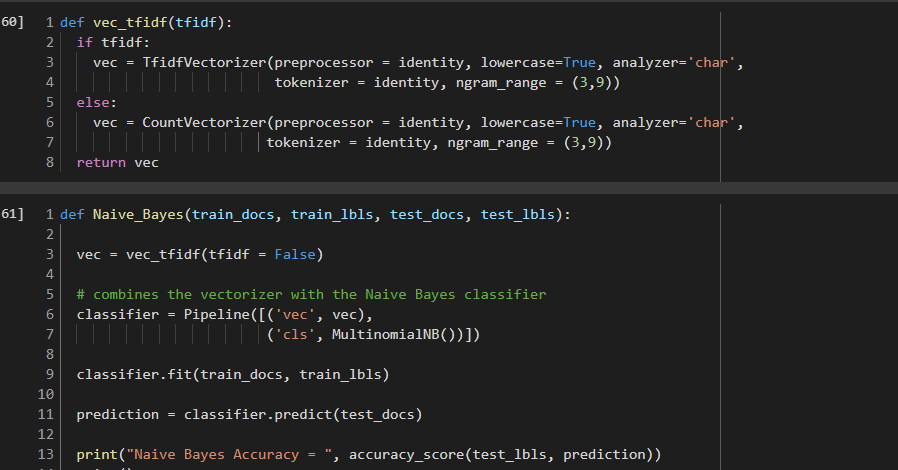 60] 1 def vec_tfidf(tfidf):
2 if tfidf:
3 vec = TfidfVectorizer(preprocessor = identity, lowercase=True, analyzer='char',
4 tokenizer = identity, ngram_range = (3,9))
5 else:
6 vec = CountVectorizer(preprocessor = identity, lowercase=True, analyzer='char',
7 tokenizer = identity, ngram_range = (3,9))
8 return vec
61] 1 def Naive_Bayes(train_docs, train_lbls, test_docs, test_lbls):
2
3 vec = vec_tfidf(tfidf = False)
4
5 # combines the vectorizer with the Naive Bayes classifier
6 classifier = Pipeline([('vec', vec),
7 ('cls', MultinomialNB())])
8
9 classifier.fit(train_docs, train_lbls)
10
11 prediction = classifier.predict(test_docs)
12
13 print("Naive Bayes Accuracy = ", accuracy_score(test_lbls, prediction))